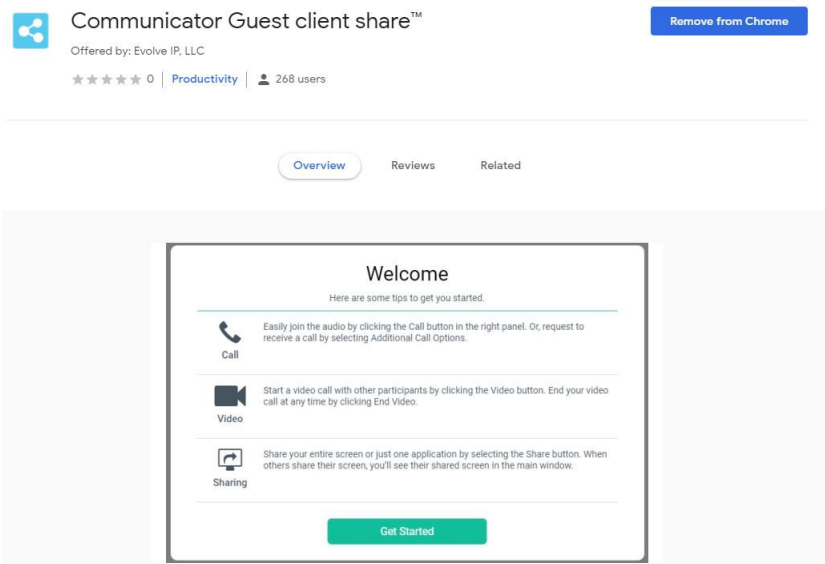 Communicator Guest client share™
Remove from Chrome
Offered by: Evolve IP, LLC
0 Productivity 268 users
Overview Reviews Related
Welcome
Here are some tips to get you started.
Easily join the audio by clicking the Call button in the right panel. Or, request to
receive a call by selecting Additional Call Options.
Call
Start a video call with other participants by clicking the Video button. End your video
call at any time by clicking End Video.
Video
Share your entire screen or just one application by selecting the Share button. When
others share their screen, you'll see their shared screen in the main window.
Sharing
Get Started